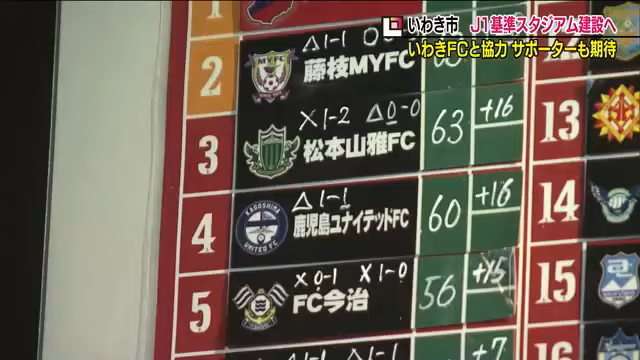 いわき市 J1基準スタジアム建設へ
いわきFCと協力 サポーターも期待
1
2
△1-1
藤枝MYFC
3
×1-2 △0-0
松本山雅FC
63
+16
13
4
△1-1
KAGOSHIMA
UNITED FC
鹿児島ユナイテッドFC
60
+16
14
5
×0-1 ×1-0
FC今治
56
+15
15
+7
16